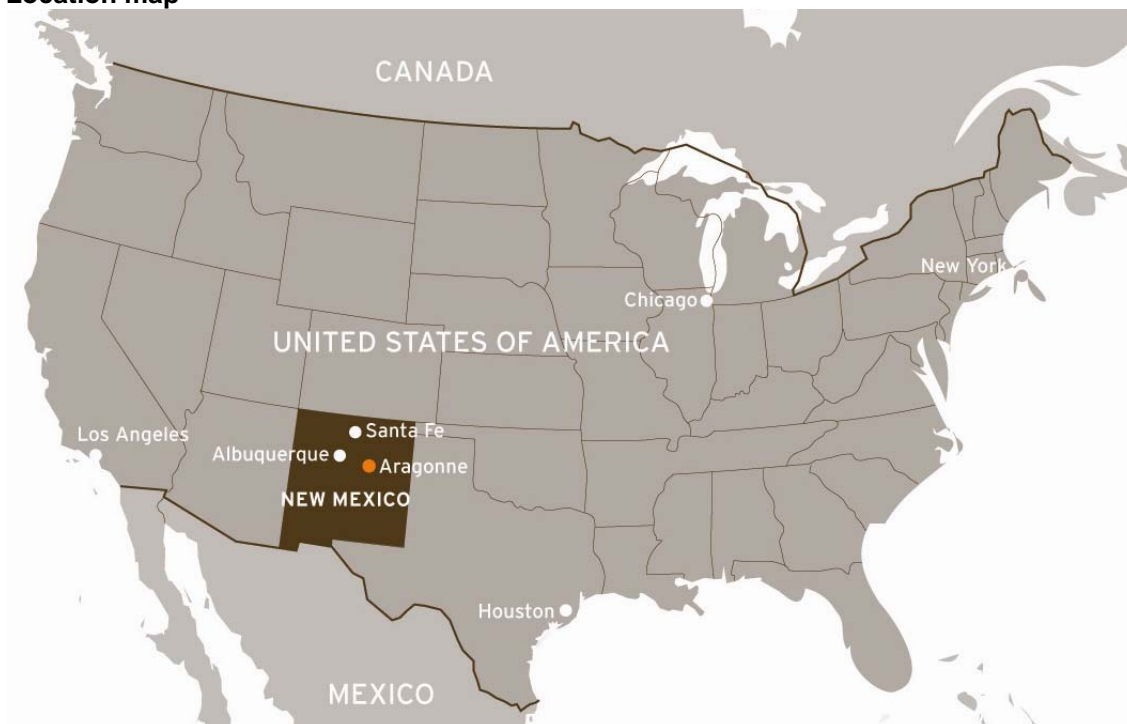 Location map
CANADA
New York
Chicago
UNITED STATES OF AMERICA
Santa Fe
Los Angeles
Albuquerque
Aragonne
NEW MEXICO
Houston
MEXICO